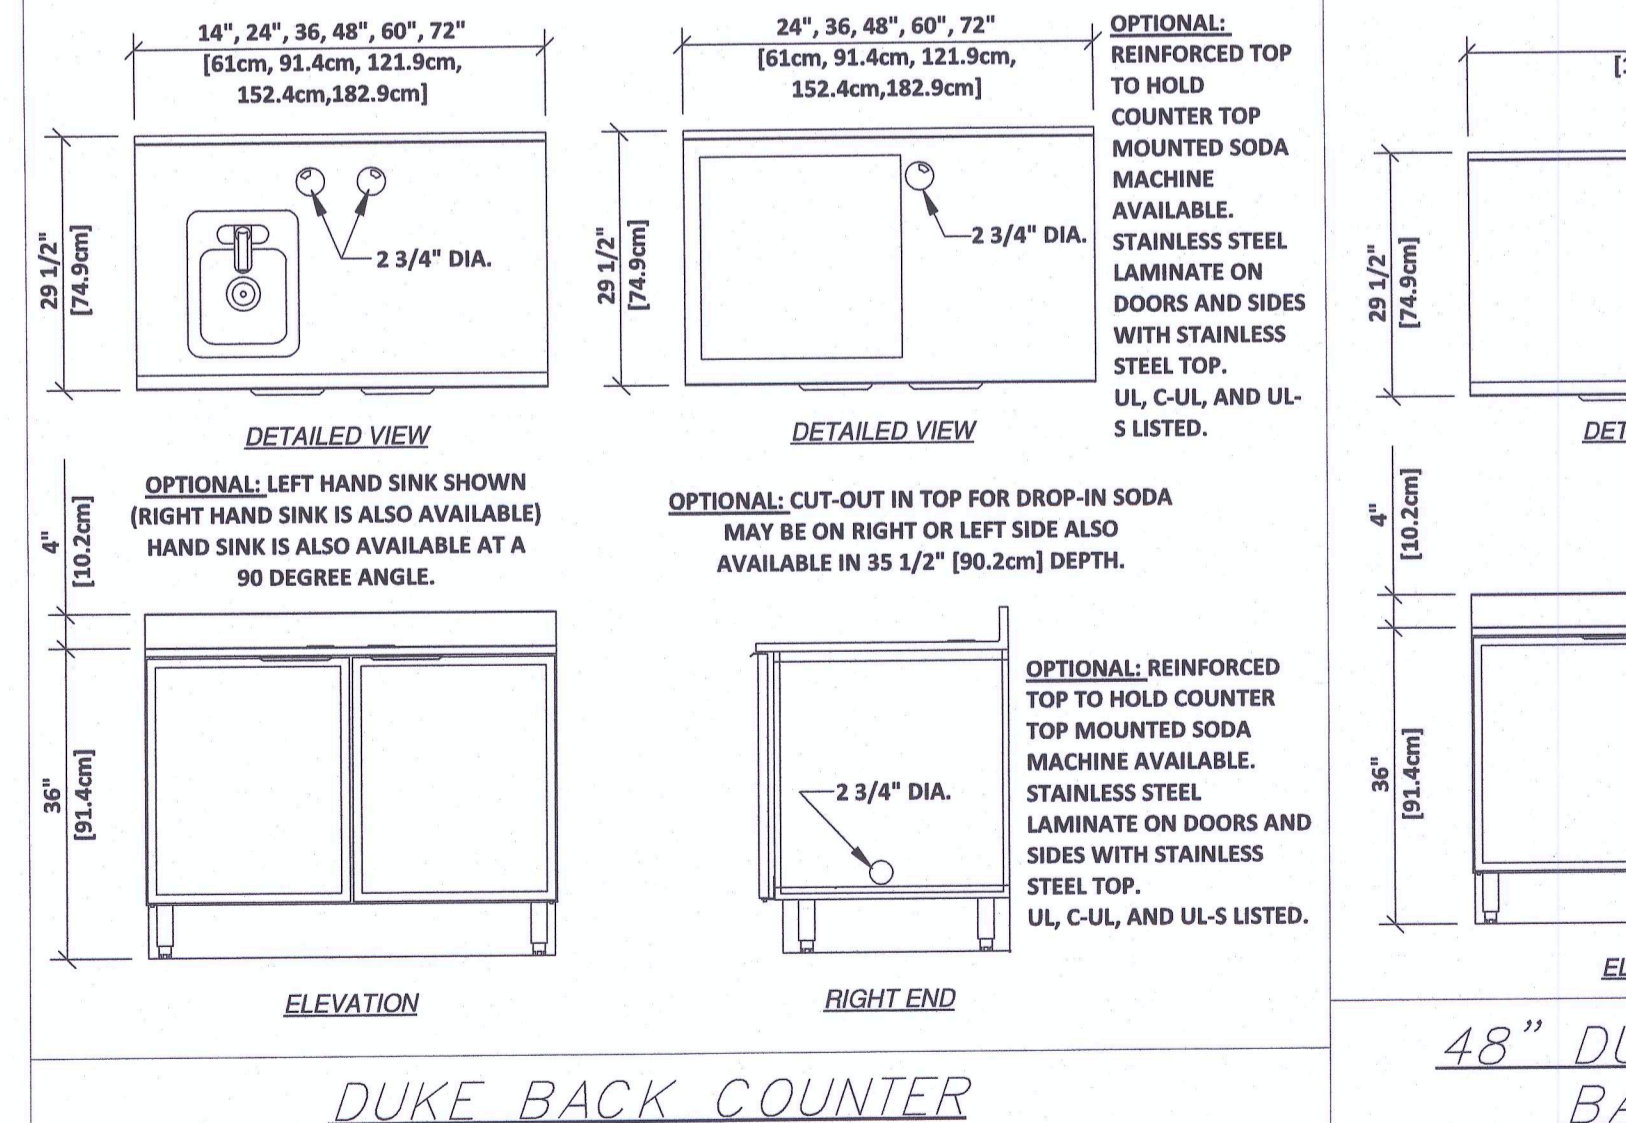 14", 24", 36, 48", 60", 72"
[61cm, 91.4cm, 121.9cm,
152.4cm,182.9cm]
29 1/2"
[74.9cm]
2 3/4" DIA.
DETAILED VIEW
OPTIONAL: LEFT HAND SINK SHOWN
(RIGHT HAND SINK IS ALSO AVAILABLE)
HAND SINK IS ALSO AVAILABLE AT A
90 DEGREE ANGLE.
24", 36, 48", 60", 72"
[61cm, 91.4cm, 121.9cm,
152.4cm,182.9cm]
29 1/2"
[74.9cm]
2 3/4" DIA.
DETAILED VIEW
OPTIONAL: CUT-OUT IN TOP FOR DROP-IN SODA
MAY BE ON RIGHT OR LEFT SIDE ALSO
AVAILABLE IN 35 1/2" [90.2cm] DEPTH.
OPTIONAL:
REINFORCED TOP
TO HOLD
COUNTER TOP
MOUNTED SODA
MACHINE
AVAILABLE.
STAINLESS STEEL
LAMINATE ON
DOORS AND SIDES
WITH STAINLESS
STEEL TOP.
UL, C-UL, AND UL-
S LISTED.
4"
[10.2cm]
36"
[91.4cm]
ELEVATION
2 3/4" DIA.
RIGHT END
OPTIONAL: REINFORCED
TOP TO HOLD COUNTER
TOP MOUNTED SODA
MACHINE AVAILABLE.
STAINLESS STEEL
LAMINATE ON DOORS AND
SIDES WITH STAINLESS
STEEL TOP.
UL, C-UL, AND UL-S LISTED.
DUKE BACK COUNTER
29 1/2"
[74.9cm]
4"
[10.2cm]
36"
[91.4cm]
48”